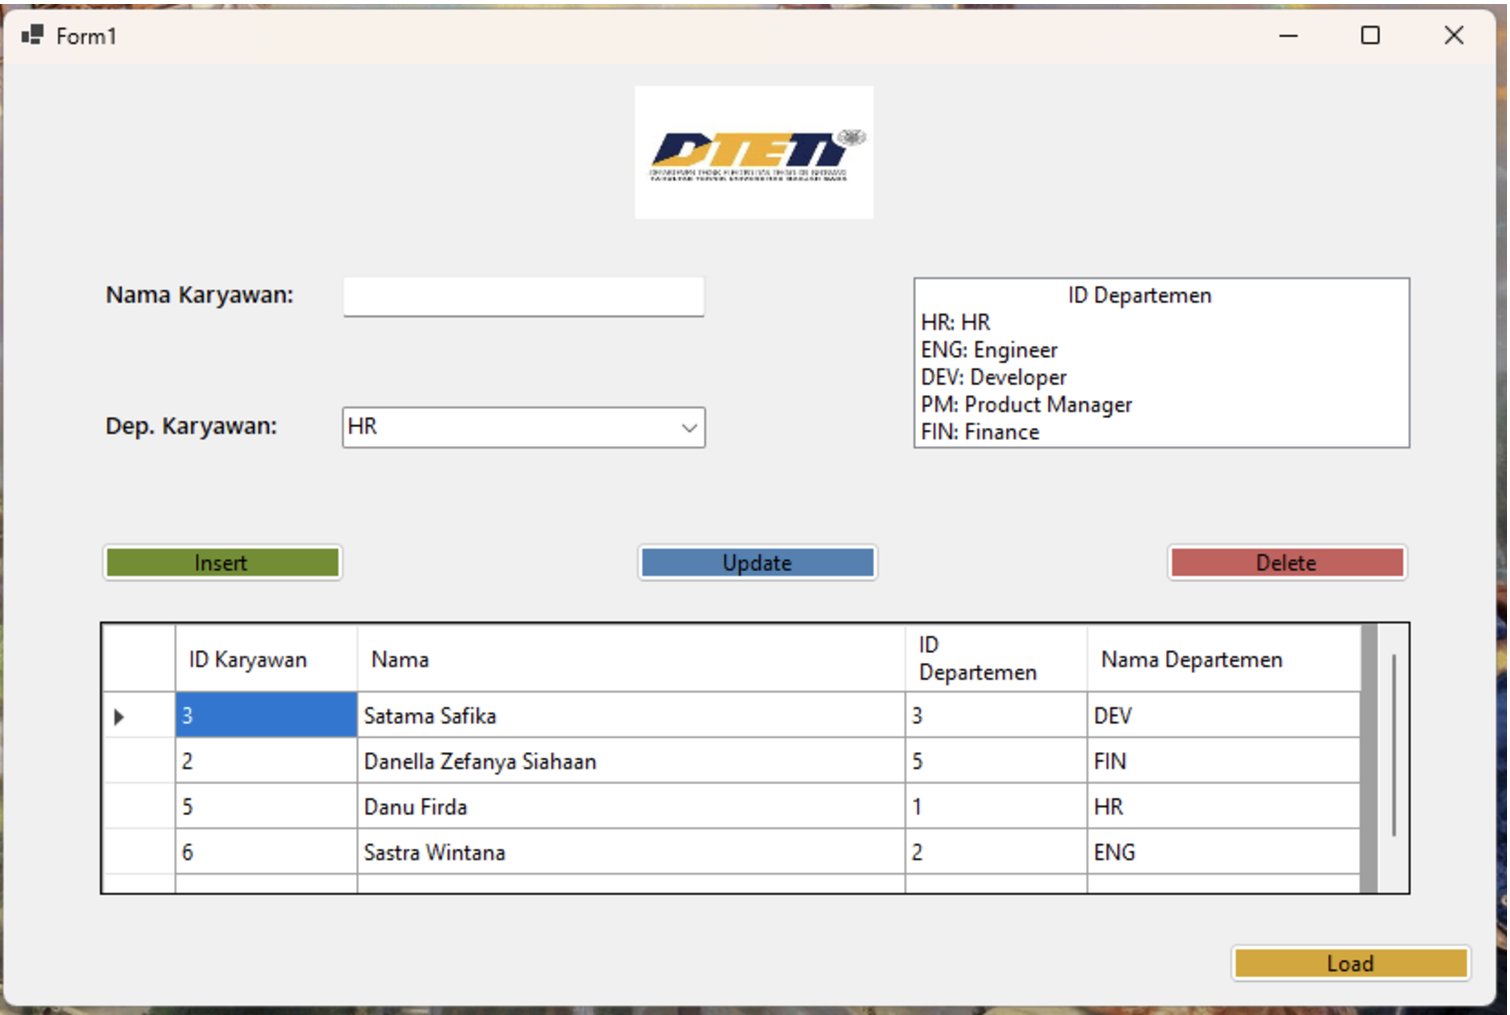 Form1
DTETI
Nama Karyawan:
Dep. Karyawan:
HR
ID Departemen
HR: HR
ENG: Engineer
DEV: Developer
PM: Product Manager
FIN: Finance
Insert
Update
Delete
ID Karyawan Nama ID Departemen Nama Departemen
3 Satama Safika 3 DEV
2 Danella Zefanya Siahaan 5 FIN
5 Danu Firda 1 HR
6 Sastra Wintana 2 ENG
Load